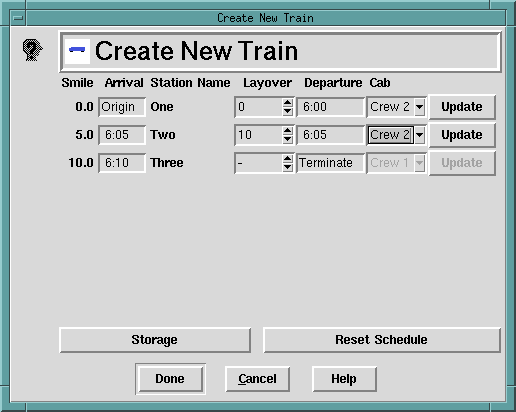 Create New Train
Create New Train
Smile Arrival Station Name Layover Departure Cab
0.0 Origin One 0 6:00 Crew 2 Update
5.0 6:05 Two 10 6:05 Crew 2 Update
10.0 6:10 Three - Terminate Crew 1 Update
Storage Reset Schedule
Done Cancel Help